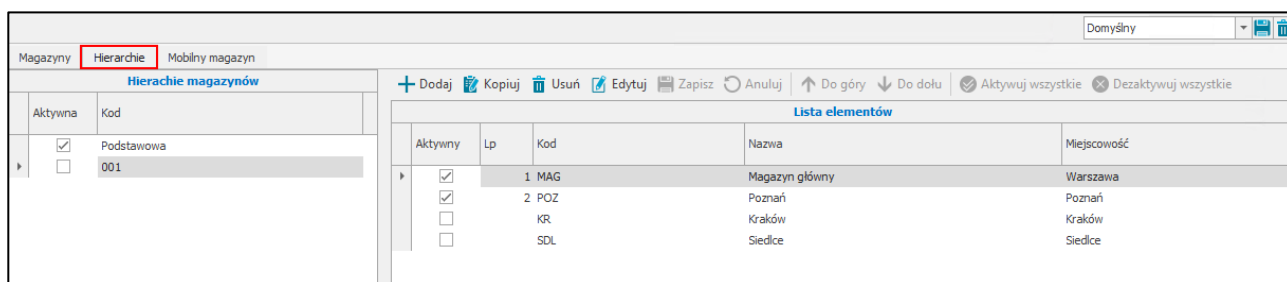 Domyślny
Magazyny Hierarchie Mobilny magazyn
Hierachie magazynów
Aktywna Kod
Podstawowa
001
Dodaj Kopiuj Usuń Edytuj Zapisz Anuluj Do góry Do dołu Aktywuj wszystkie Dezaktywuj wszystkie
Lista elementów
Aktywny Lp Kod Nazwa Miejscowość
1 MAG Magazyn główny Warszawa
2 POZ Poznań Poznań
KR Kraków Kraków
SDL Siedlce Siedlce